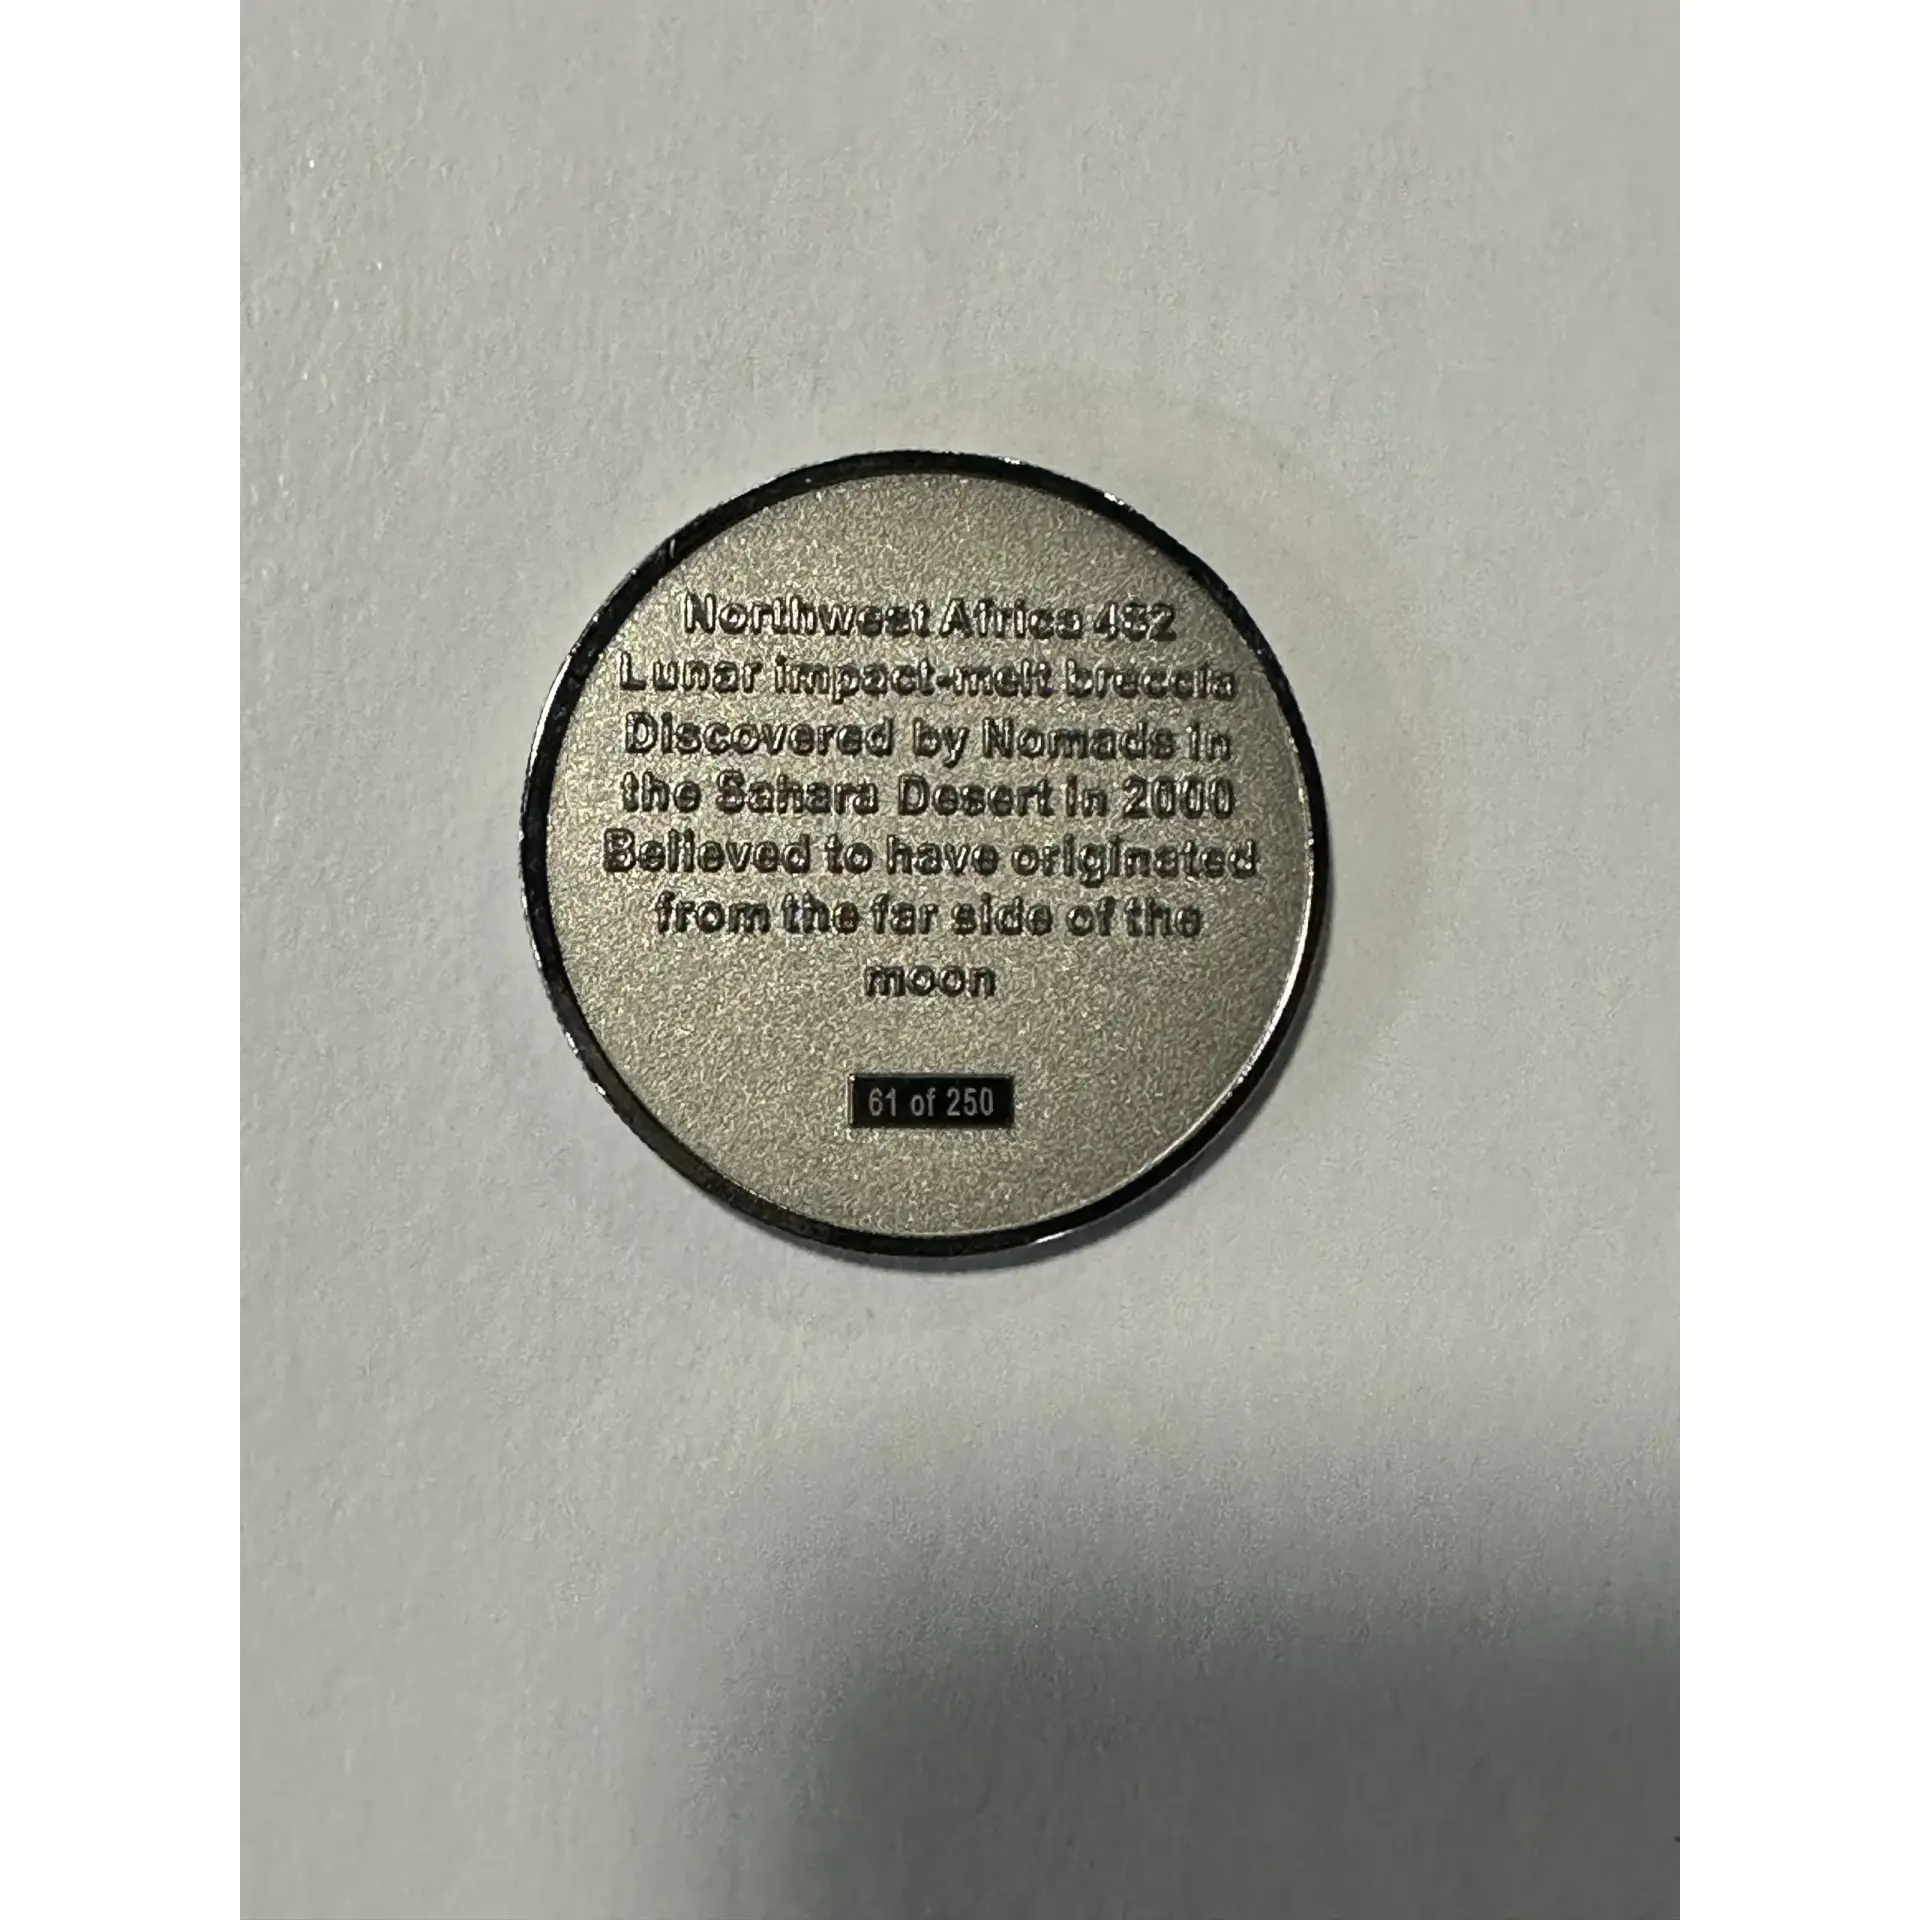 Northwest Africa 482
Lunar impact-melt breccia
Discovered by Nomads in
the Sahara Desert in 2000
Believed to have originated
from the far side of the
moon
61 of 250